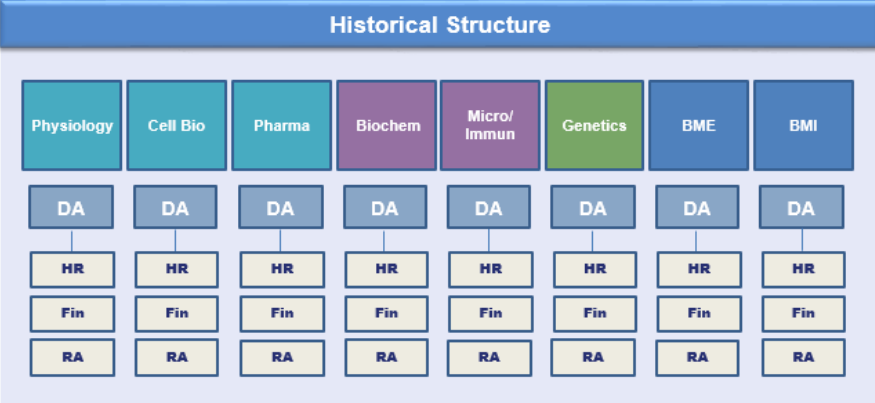 Historical Structure
Physiology
Cell Bio
Pharma
Biochem
Micro/
Immun
Genetics
BME
BMI
DA DA DA DA DA DA DA DA
HR HR HR HR HR HR HR HR
Fin Fin Fin Fin Fin Fin Fin Fin
RA RA RA RA RA RA RA RA